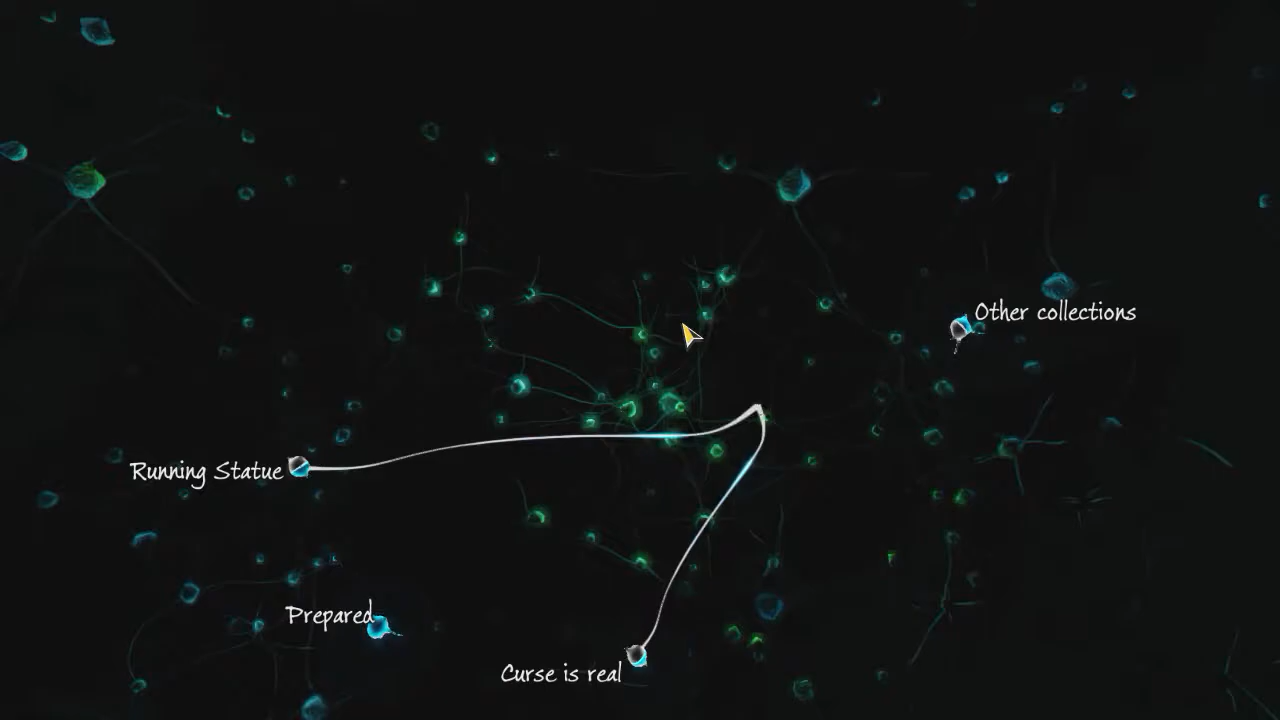 Other collections
Running Statue
Prepared
Curse is real